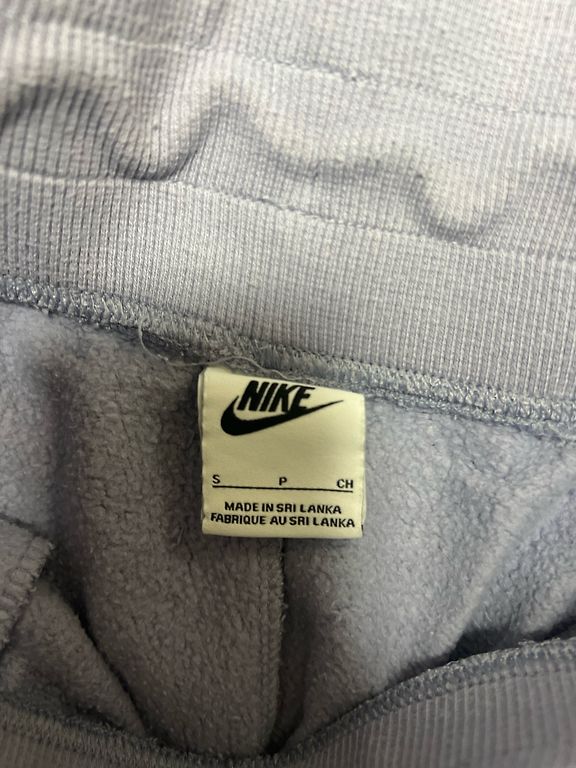 NIKE
S P CH
MADE IN SRI LANKA
FABRIQUE AU SRI LANKA